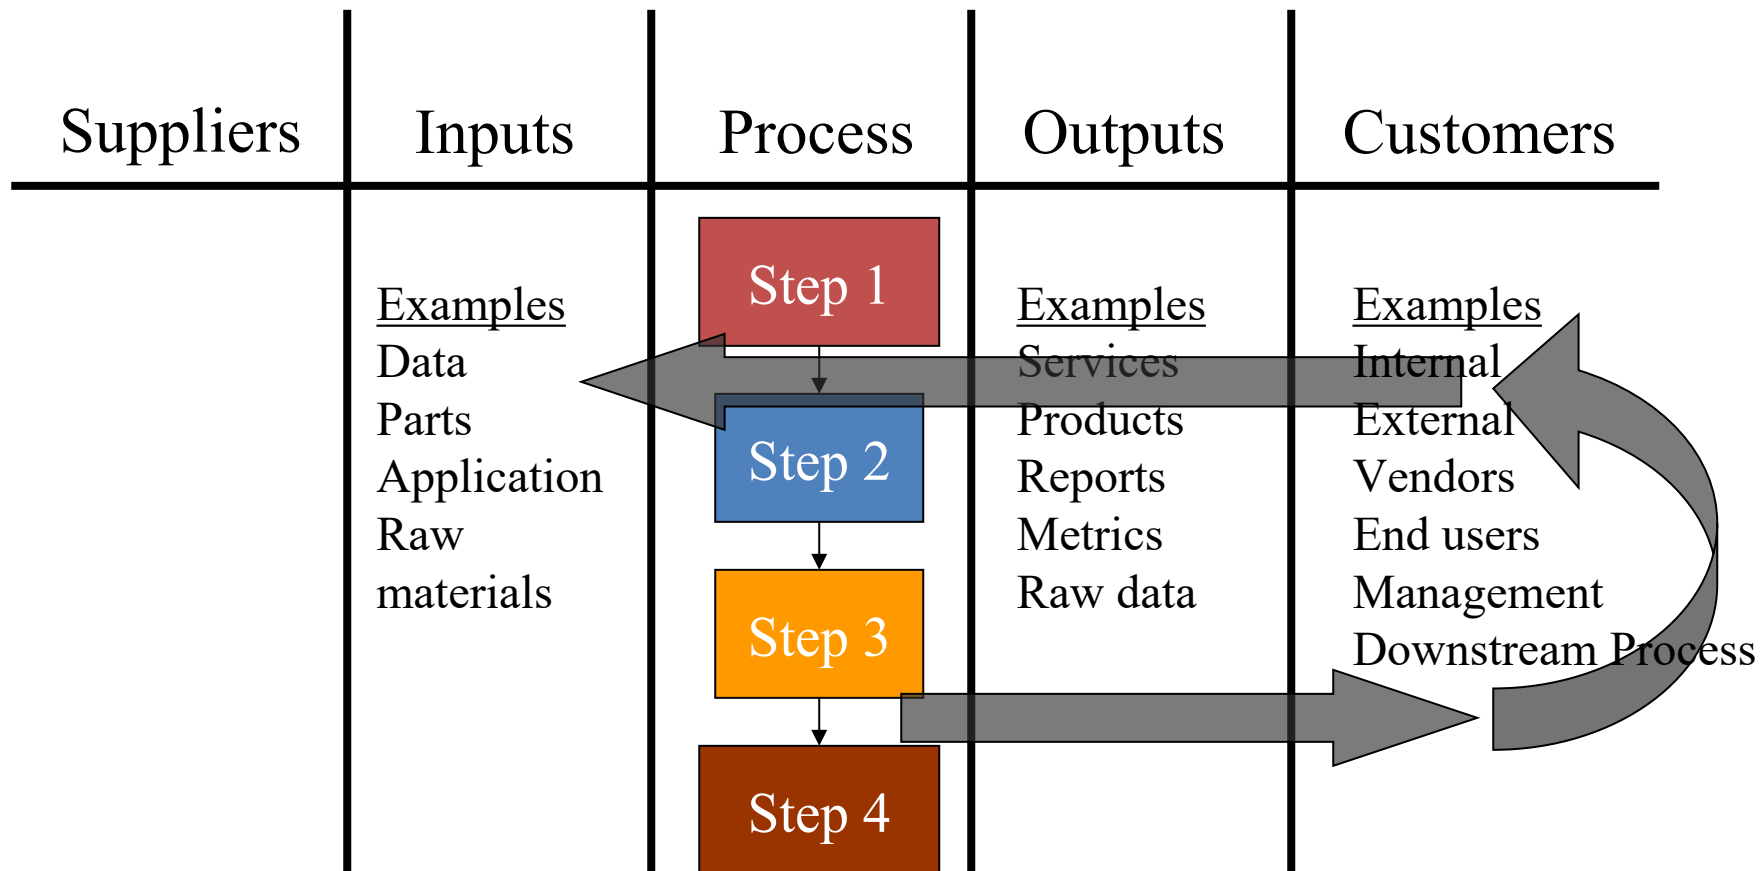 Suppliers
Inputs
Process
Outputs
Customers
Examples
Data
Parts
Application
Raw
materials
Step 1
Step 2
Step 3
Step 4
Examples
Services
Products
Reports
Metrics
Raw data
Examples
Internal
External
Vendors
End users
Management
Downstream Process